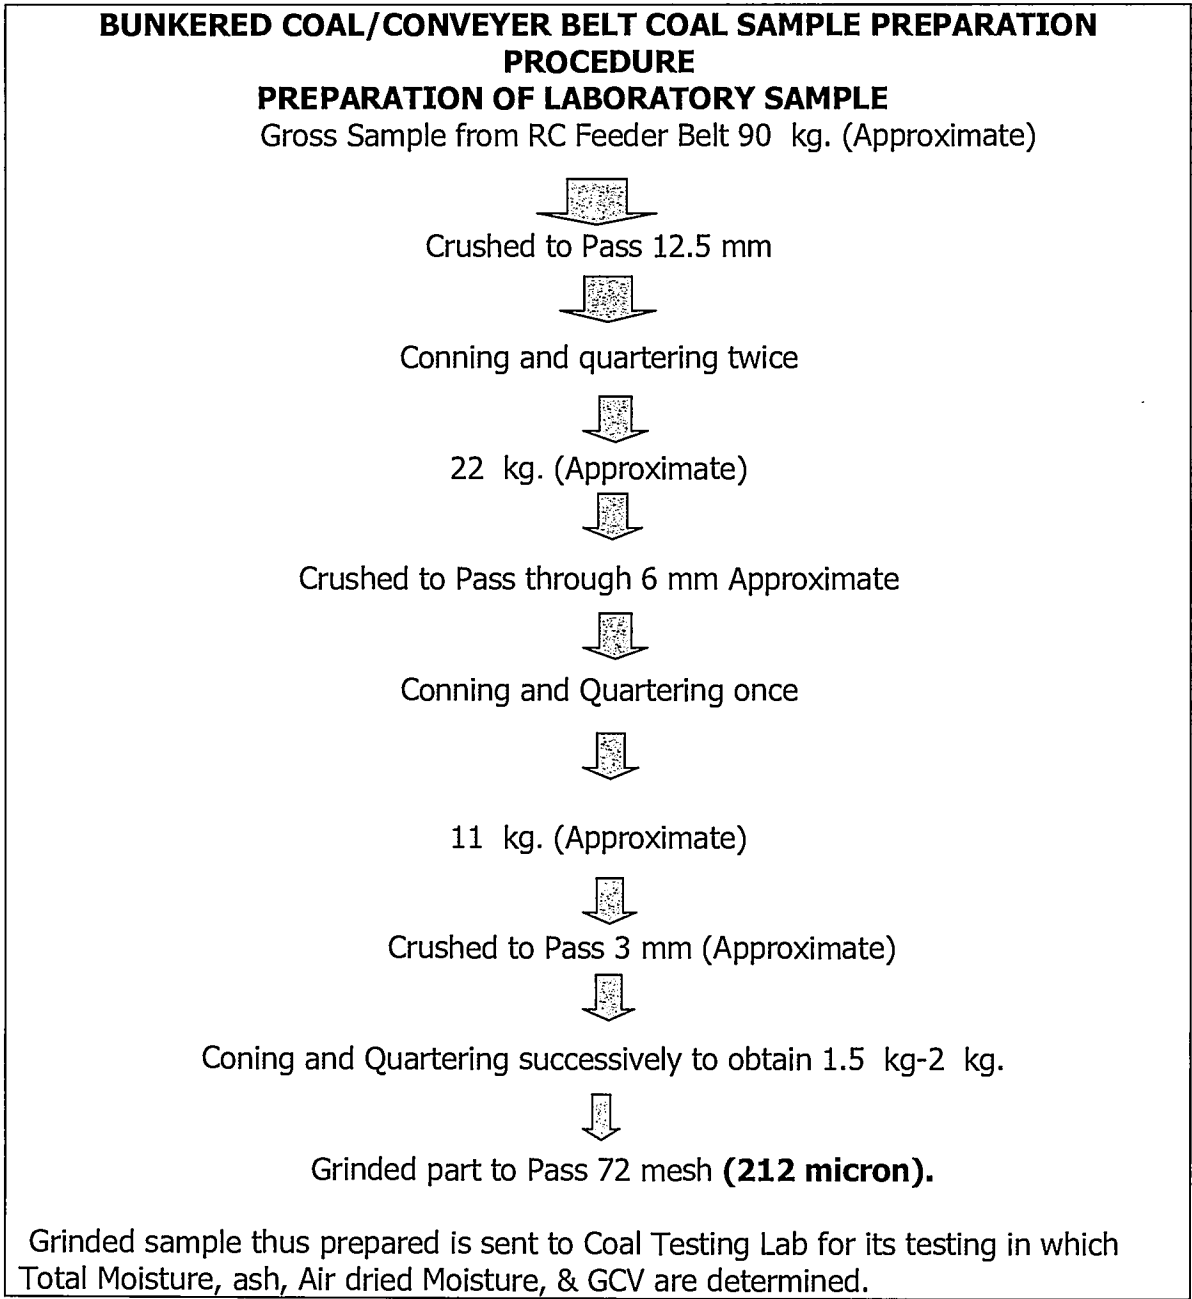 BUNKERED COAL/CONVEYER BELT COAL SAMPLE PREPARATION
PROCEDURE
PREPARATION OF LABORATORY SAMPLE
Gross Sample from RC Feeder Belt 90 kg. (Approximate)
Crushed to Pass 12.5 mm
Conning and quartering twice
22 kg. (Approximate)
Crushed to Pass through 6 mm Approximate
Conning and Quartering once
11 kg. (Approximate)
Crushed to Pass 3 mm (Approximate)
Coning and Quartering successively to obtain 1.5 kg-2 kg.
Grinded part to Pass 72 mesh (212 micron).
Grinded sample thus prepared is sent to Coal Testing Lab for its testing in which
Total Moisture, ash, Air dried Moisture, & GCV are determined.